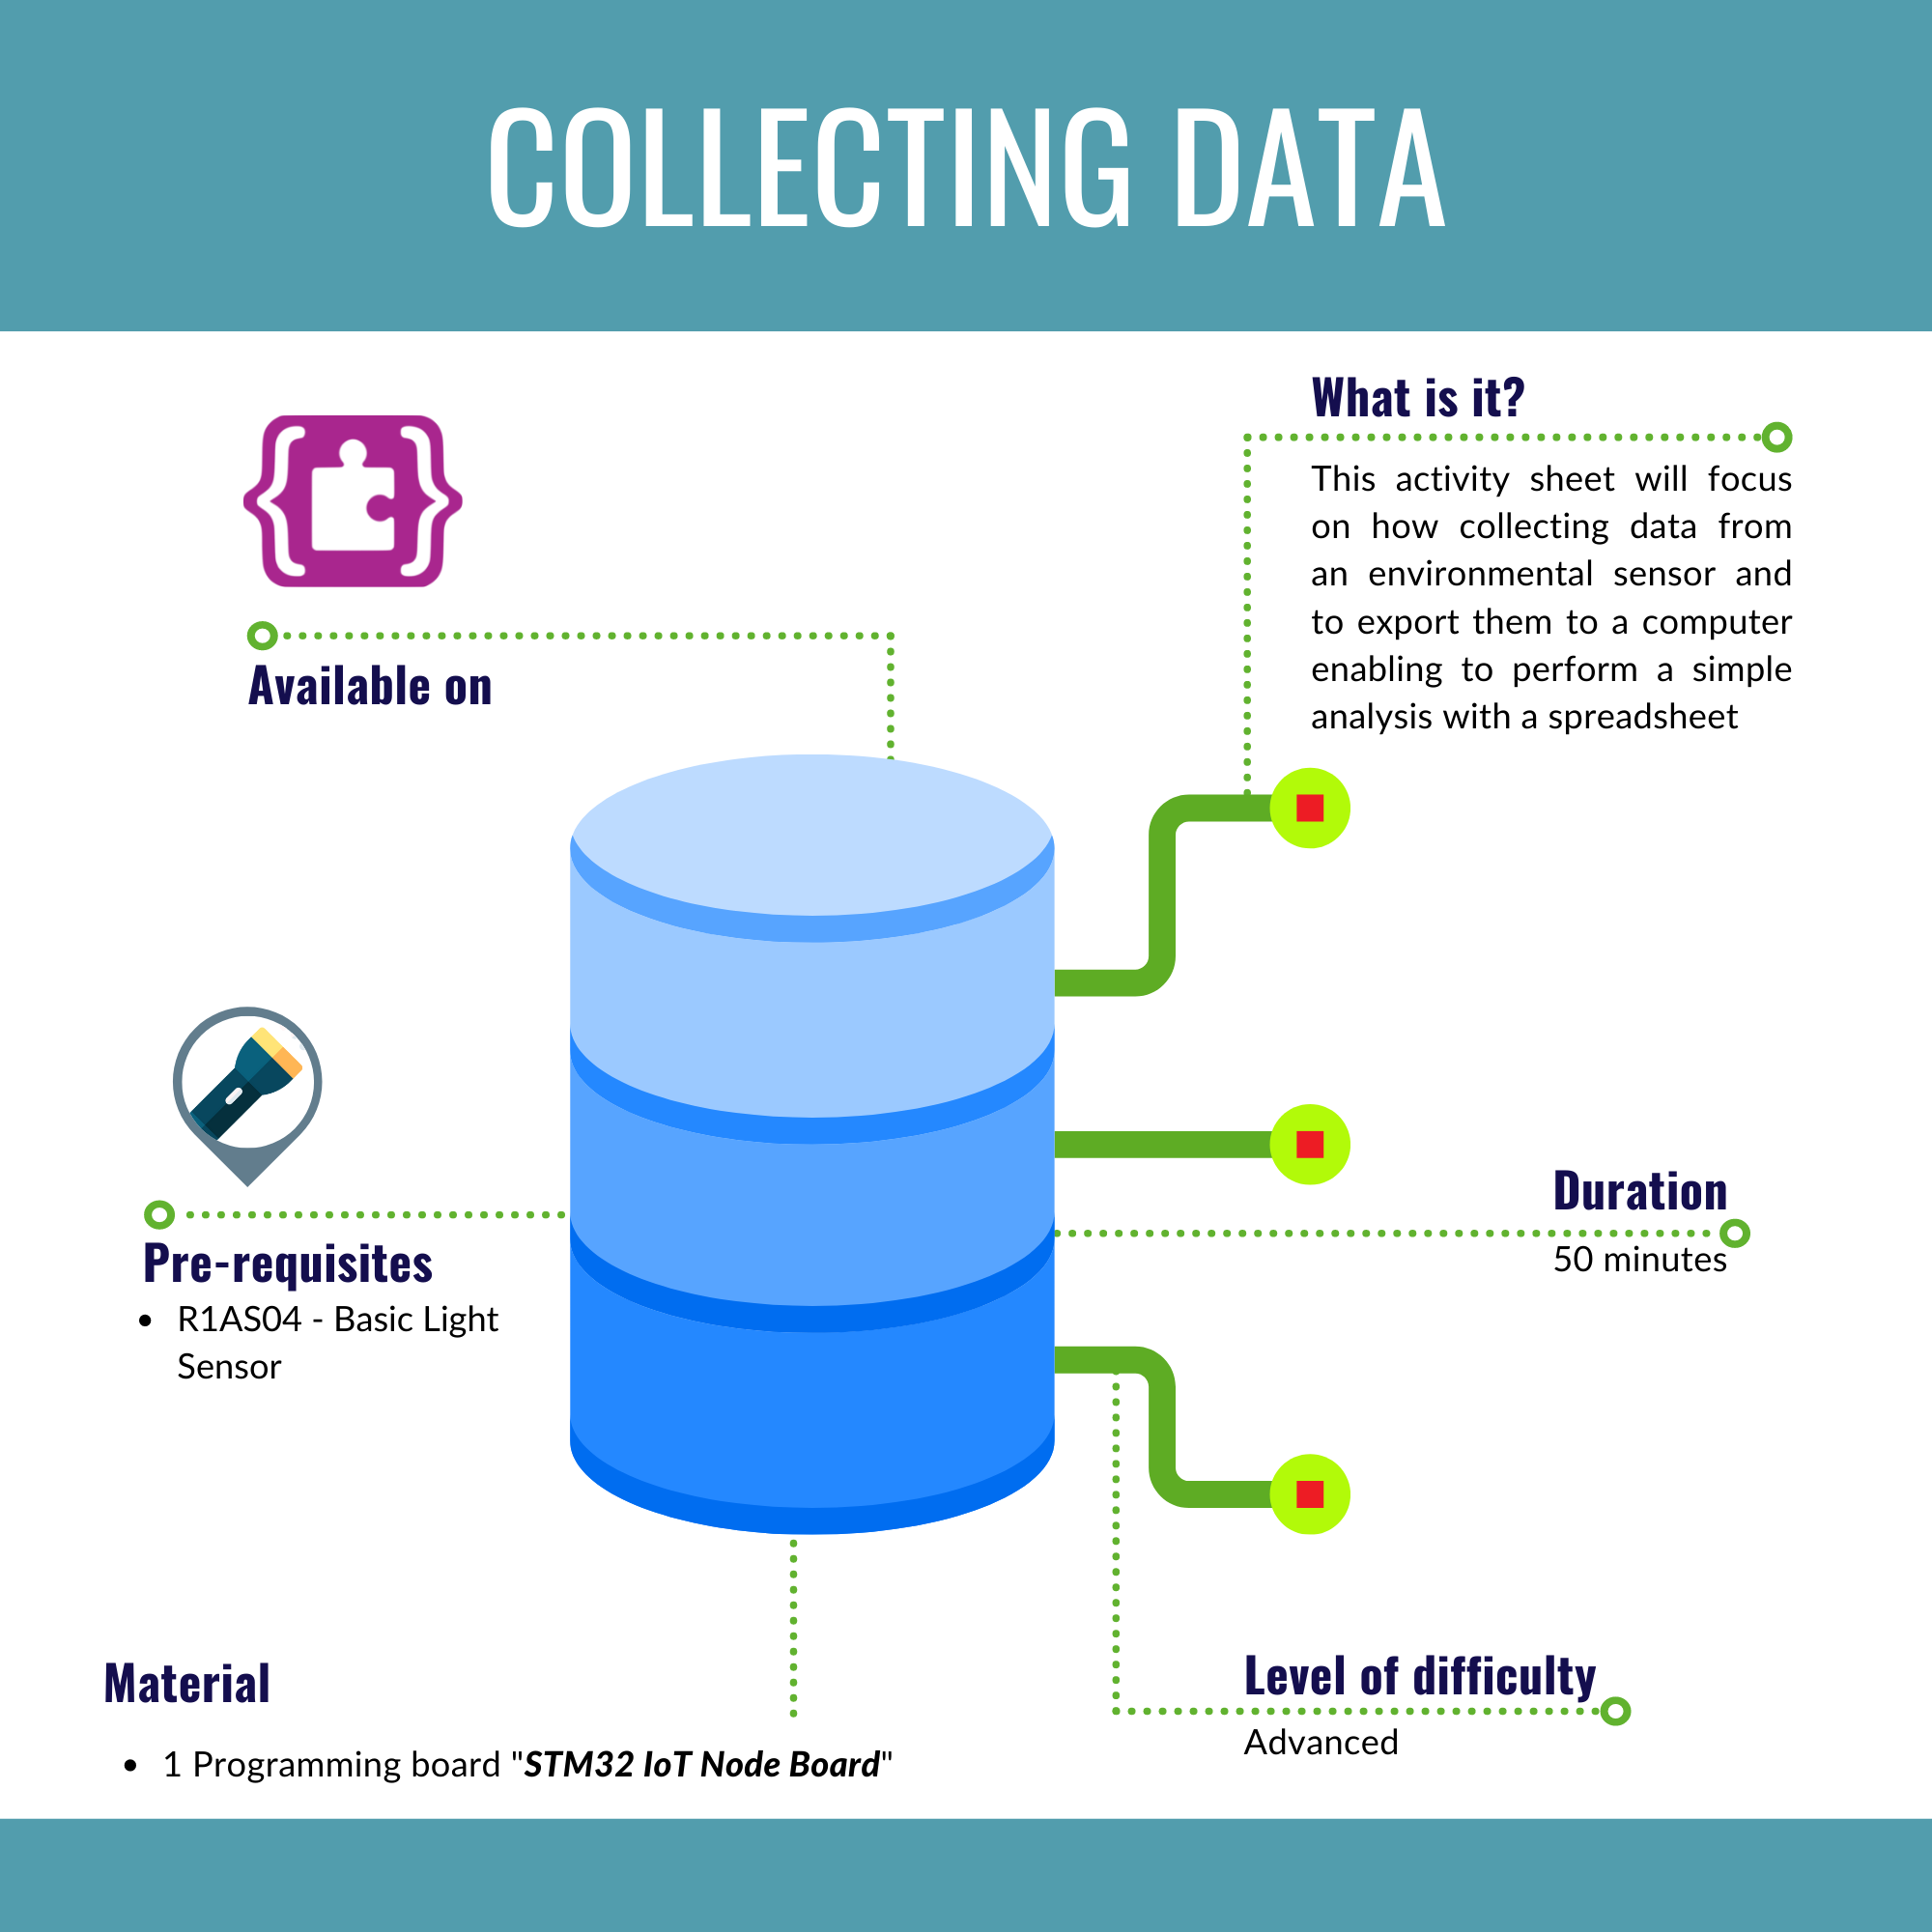 COLLECTING DATA
What is it?
This activity sheet will focus
on how collecting data from
an environmental sensor and
to export them to a computer
enabling to perform a simple
analysis with a spreadsheet
Available on
Duration
50 minutes
Pre-requisites
• R1AS04 - Basic Light
Sensor
Material
• 1 Programming board "STM32 IoT Node Board"
Level of difficulty
Advanced